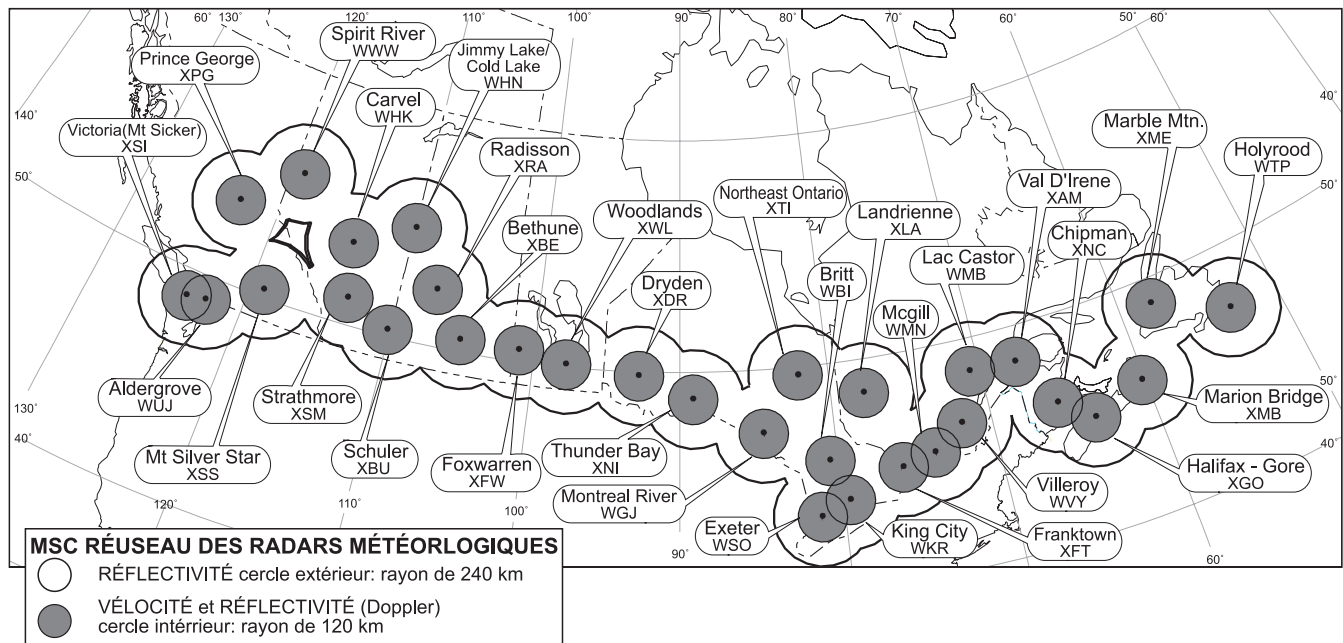 60°
130°
120°
110°
100°
90°
80°
70°
60°
50°
60°
Spirit River
WWW
Jimmy Lake/
Cold Lake
WHN
Prince George
XPG
Carvel
WHK
140°
40°
Marble Mtn.
XME
Holyrood
WTP
Victoria(Mt Sicker)
XSI
Radisson
XRA
Val D'Irene
XAM
Northeast Ontario
XTI
Landrienne
XLA
50°
50°
Woodlands
XWL
Bethune
XBE
Chipman
XNC
Lac Castor
WMB
Britt
WBI
Dryden
XDR
Mcgill
WMN
Aldergrove
WUJ
Strathmore
XSM
Marion Bridge
XMB
130°
40°
50°
40°
Mt Silver Star
XSS
Schuler
XBU
Foxwarren
XFW
Thunder Bay
XNI
Halifax - Gore
XGO
Montreal River
WGJ
Villeroy
WVY
Exeter
WSO
King City
WKR
Franktown
XFT
120°
110°
100°
90°
80°
70°
60°
MSC RÉUSEAU DES RADARS MÉTÉORLOGIQUES
RÉFLECTIVITÉ cercle extérieur: rayon de 240 km
VÉLOCITÉ et RÉFLECTIVITÉ (Doppler)
cercle intérrieur: rayon de 120 km